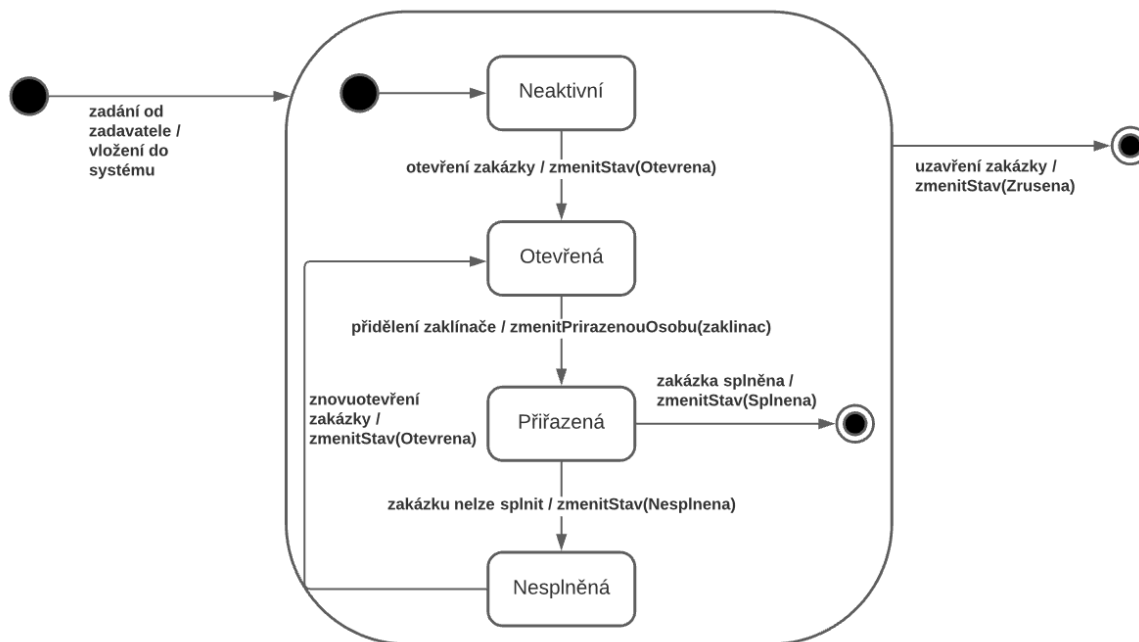 Neaktivní
zadání od
zadavatele /
vložení do
systému
otevření zakázky / zmenitStav(Otevrena)
uzavření zakázky /
zmenitStav(Zrusena)
Otevřená
přidělení zaklínače / zmenitPrirazenouOsobu(zaklinac)
zakázka splněna /
zmenitStav(Splnena)
znovuotevření
zakázky /
zmenitStav(Otevrena)
Přiřazená
zakázku nelze splnit / zmenitStav(Nesplnena)
Nesplněná